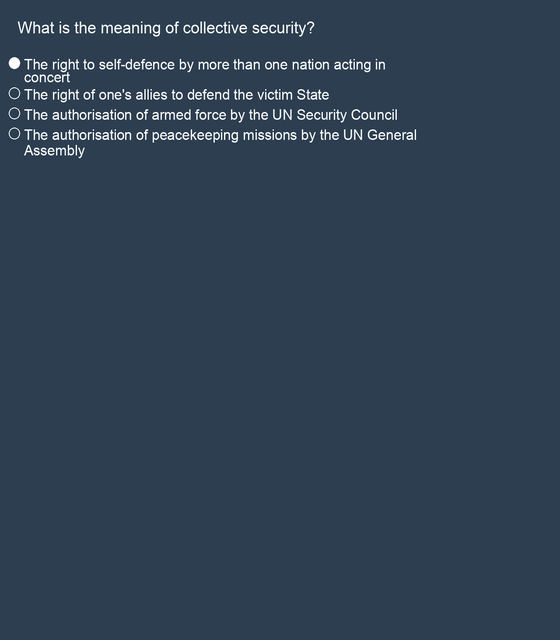 What is the meaning of collective security?
The right to self-defence by more than one nation acting in
concert
The right of one's allies to defend the victim State
The authorisation of armed force by the UN Security Council
The authorisation of peacekeeping missions by the UN General
Assembly